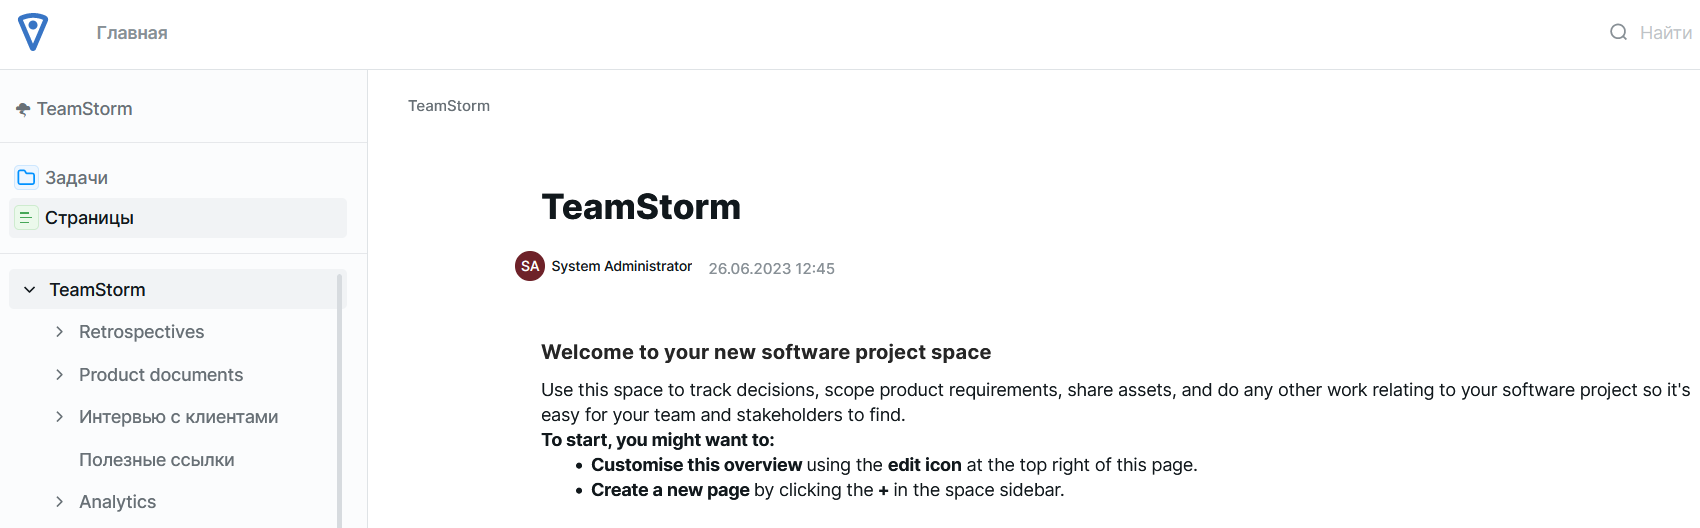 Главная
Найти
TeamStorm
Задачи
Страницы
TeamStorm
Retrospectives
Product documents
Интервью с клиентами
Полезные ссылки
Analytics
TeamStorm
TeamStorm
SA System Administrator 26.06.2023 12:45
Welcome to your new software project space
Use this space to track decisions, scope product requirements, share assets, and do any other work relating to your software project so it's
easy for your team and stakeholders to find.
To start, you might want to:
• Customise this overview using the edit icon at the top right of this page.
• Create a new page by clicking the + in the space sidebar.